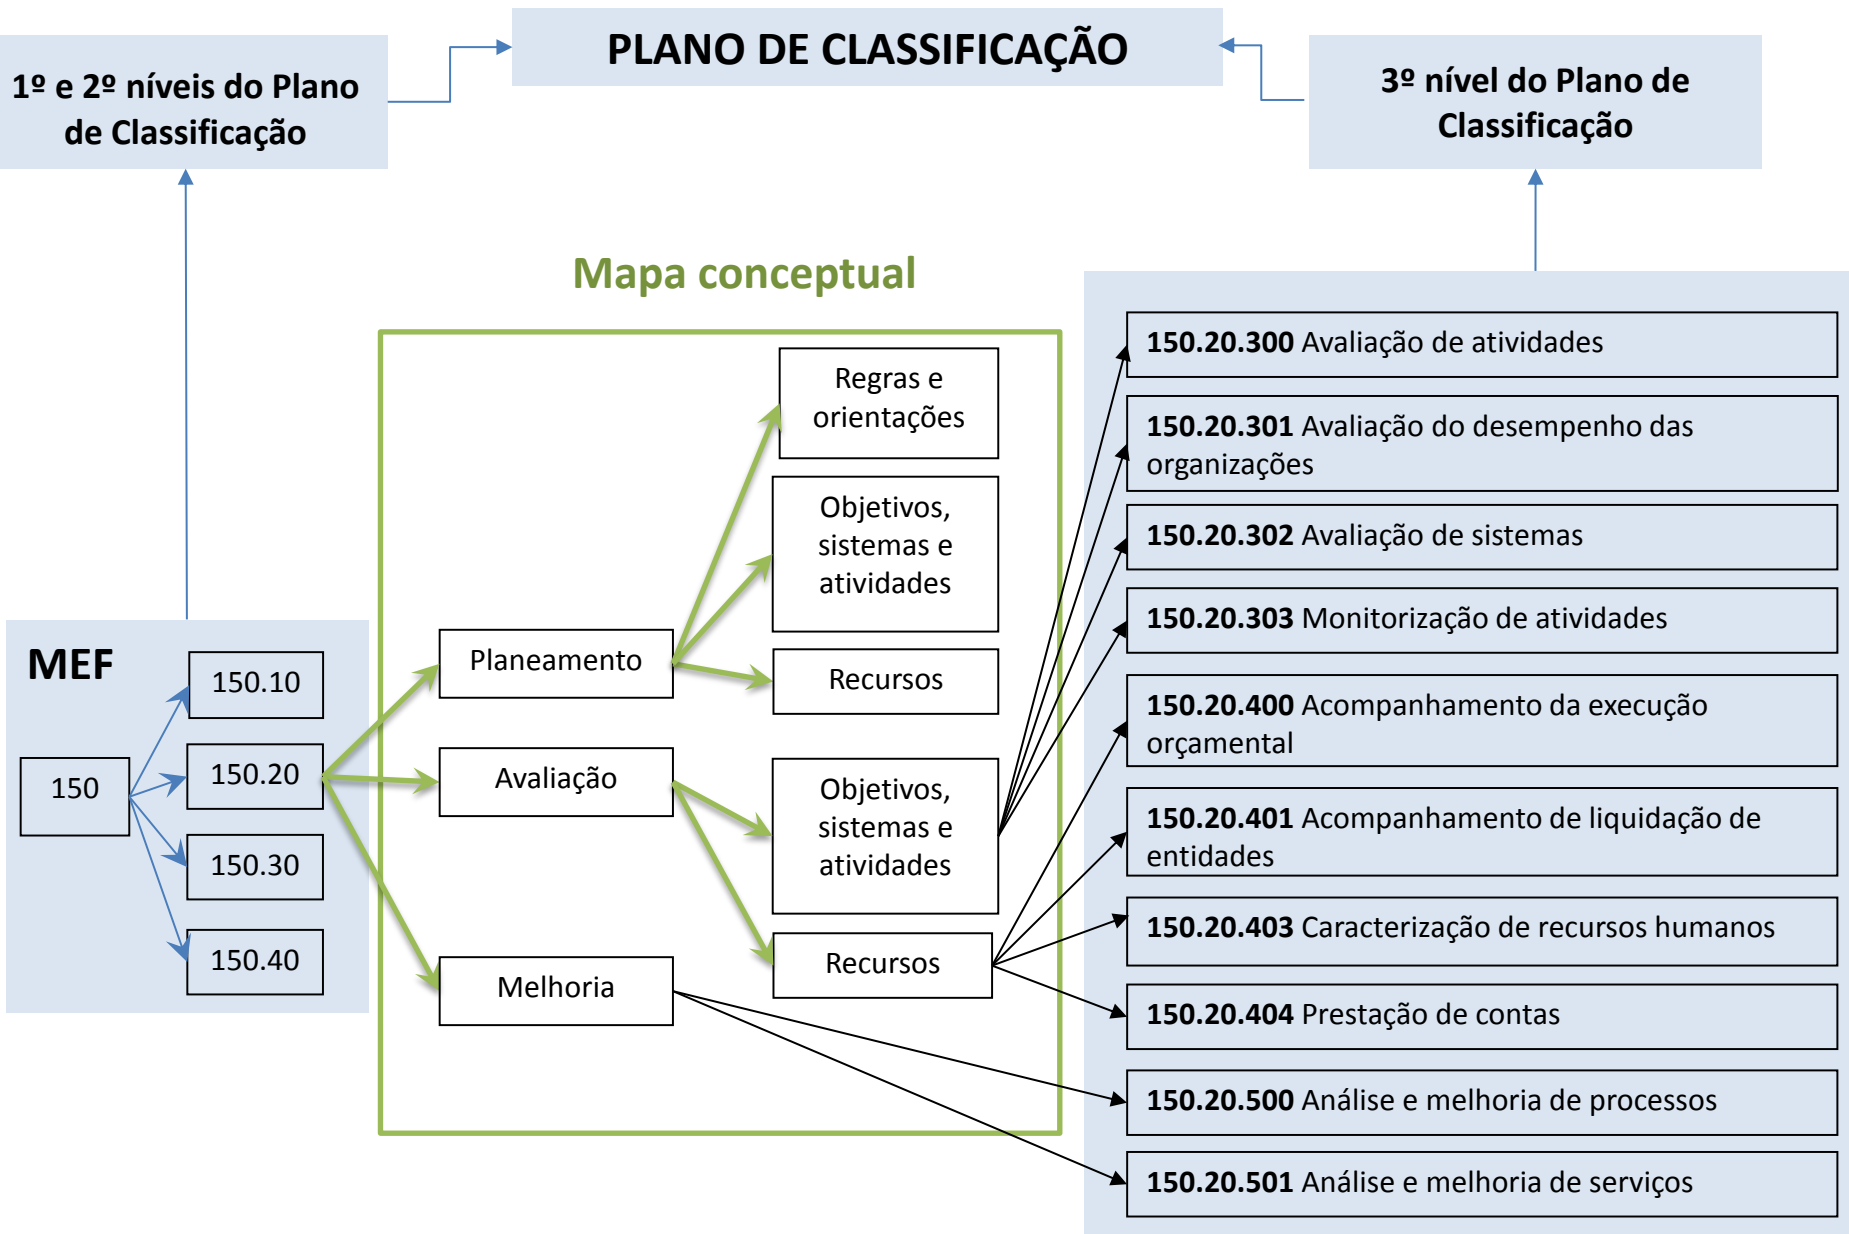 PLANO DE CLASSIFICAÇÃO
1º e 2º níveis do Plano
de Classificação
3º nível do Plano de
Classificação
Mapa conceptual
MEF
150
150.10
150.20
150.30
150.40
Planeamento
Avaliação
Melhoria
Regras e
orientações
Objetivos,
sistemas e
atividades
Recursos
Objetivos,
sistemas e
atividades
Recursos
150.20.300 Avaliação de atividades
150.20.301 Avaliação do desempenho das
organizações
150.20.302 Avaliação de sistemas
150.20.303 Monitorização de atividades
150.20.400 Acompanhamento da execução
orçamental
150.20.401 Acompanhamento de liquidação de
entidades
150.20.403 Caracterização de recursos humanos
150.20.404 Prestação de contas
150.20.500 Análise e melhoria de processos
150.20.501 Análise e melhoria de serviços